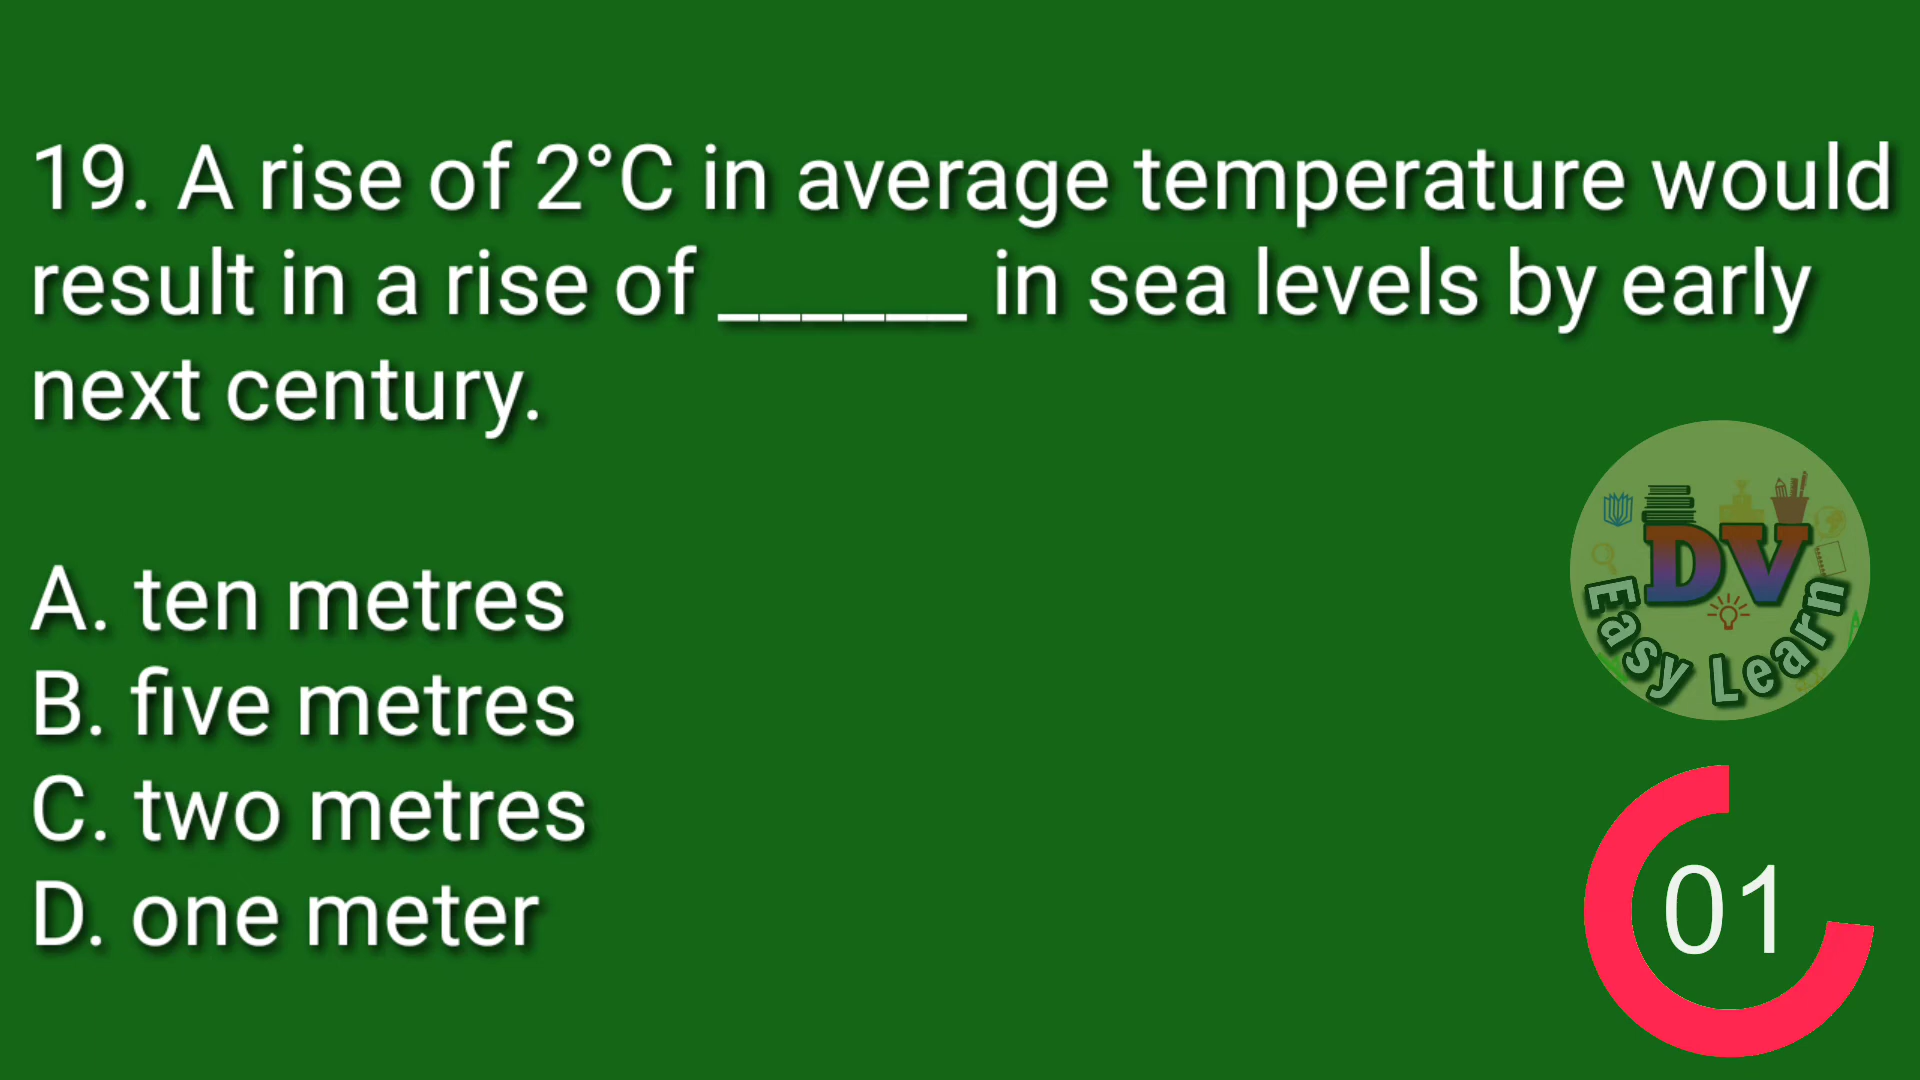 19. A rise of 2°C in average temperature would
result in a rise of ______ in sea levels by early
next century.
A. ten metres
B. five metres
C. two metres
D. one meter
DV
Easy Learn
01